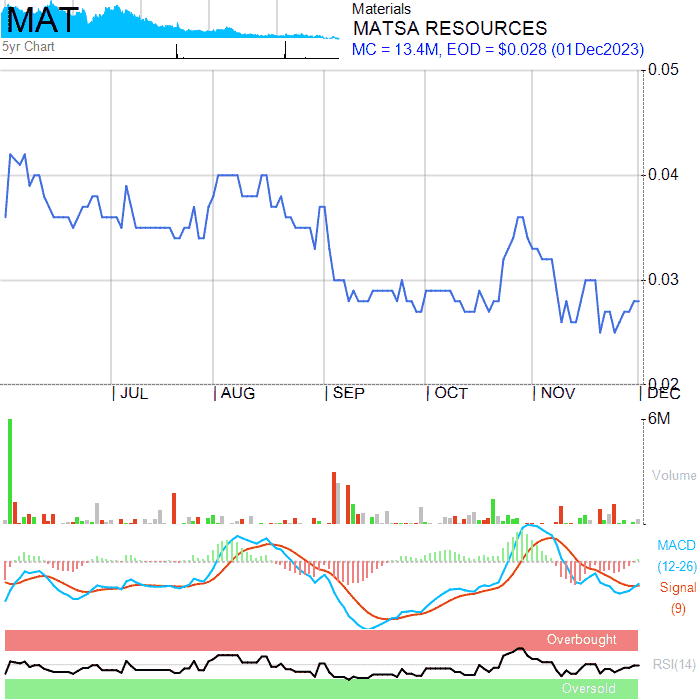 MAT
5yr Chart
Materials
MATSA RESOURCES
MC = 13.4M, EOD = $0.028 (01Dec2023)
0.05
0.04
0.03
0.02
JUL AUG SEP OCT NOV DEC
6M
Volume
MACD
(12-26)
Signal
(9)
Overbought
RSI(14)
Oversold